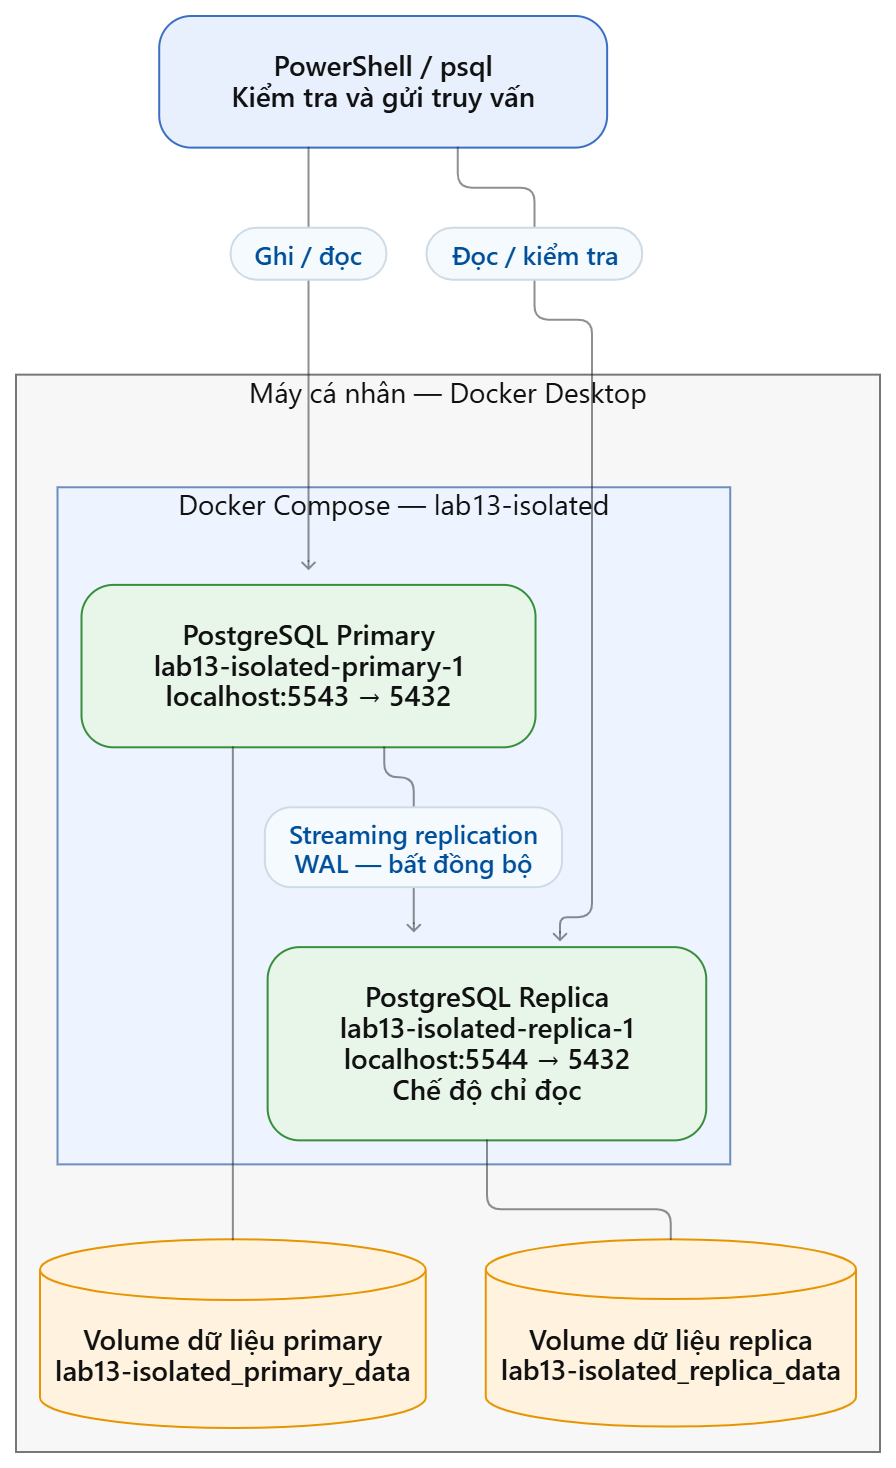 PowerShell / psql
Kiểm tra và gửi truy vấn
Ghi / đọc
Đọc / kiểm tra
Máy cá nhân — Docker Desktop
Docker Compose — lab13-isolated
PostgreSQL Primary
lab13-isolated-primary-1
localhost:5543 → 5432
Streaming replication
WAL — bất đồng bộ
PostgreSQL Replica
lab13-isolated-replica-1
localhost:5544 → 5432
Chế độ chỉ đọc
Volume dữ liệu primary
lab13-isolated_primary_data
Volume dữ liệu replica
lab13-isolated_replica_data